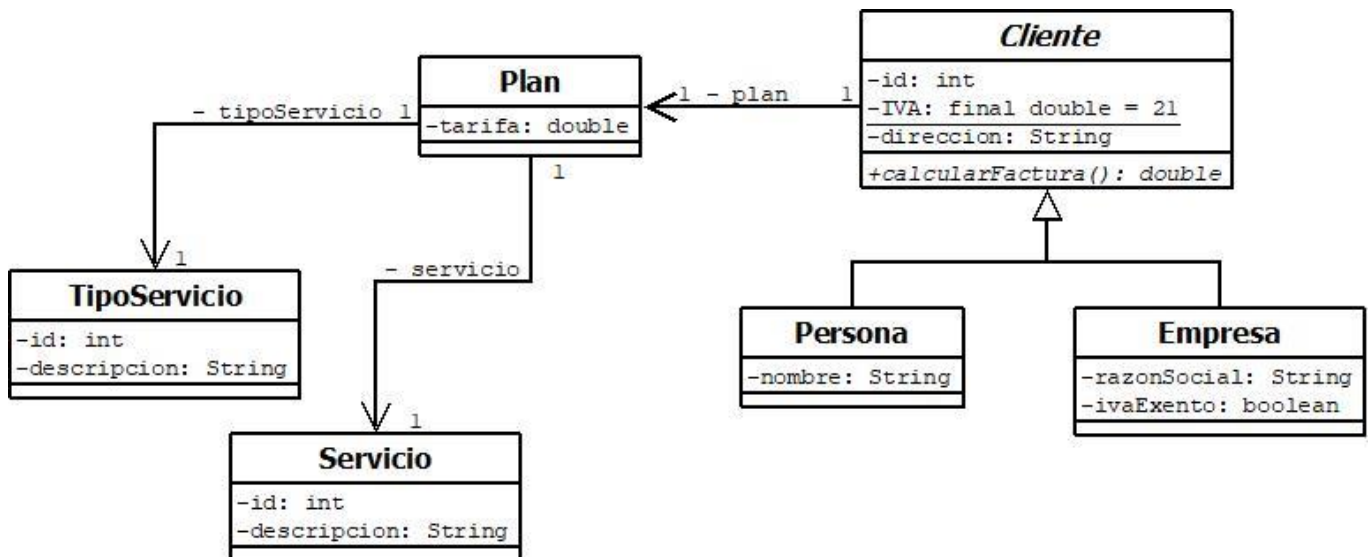 Cliente
-id: int
-IVA: final double = 21
-direccion: String
+calcularFactura(): double
Plan
-tarifa: double
1 - plan 1
- tipoServicio 1
1
1
- servicio
1
TipoServicio
-id: int
-descripcion: String
Servicio
-id: int
-descripcion: String
Persona
-nombre: String
Empresa
-razonSocial: String
-ivaExento: boolean